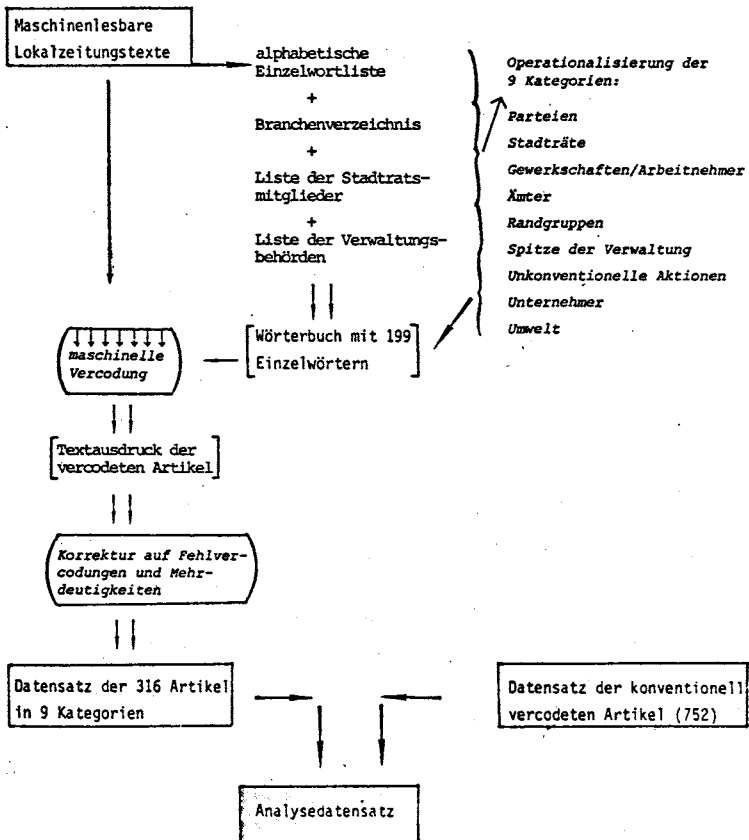 Maschinenlesbare
Lokalzeitungstexte
alphabetische
Einzelwortliste
+
Branchenverzeichnis
+
Liste der Stadtrats-
mitglieder
+
Liste der Verwaltungs-
behörden
Operationalisierung der
9 Kategorien:
Parteien
Stadträte
Gewerkschaften/Arbeitnehmer
Ämter
Randgruppen
Spitze der Verwaltung
Unkonventionelle Aktionen
Unternehmer
Umwelt
Wörterbuch mit 199
Einzelwörtern
maschinelle
Vercodung
Textausdruck der
vercodeten Artikel
Korrektur auf Fehlver-
codungen und Mehr-
deutigkeiten
Datensatz der 316 Artikel
in 9 Kategorien
Datensatz der konventionell
vercodeten Artikel (752)
Analysedatensatz